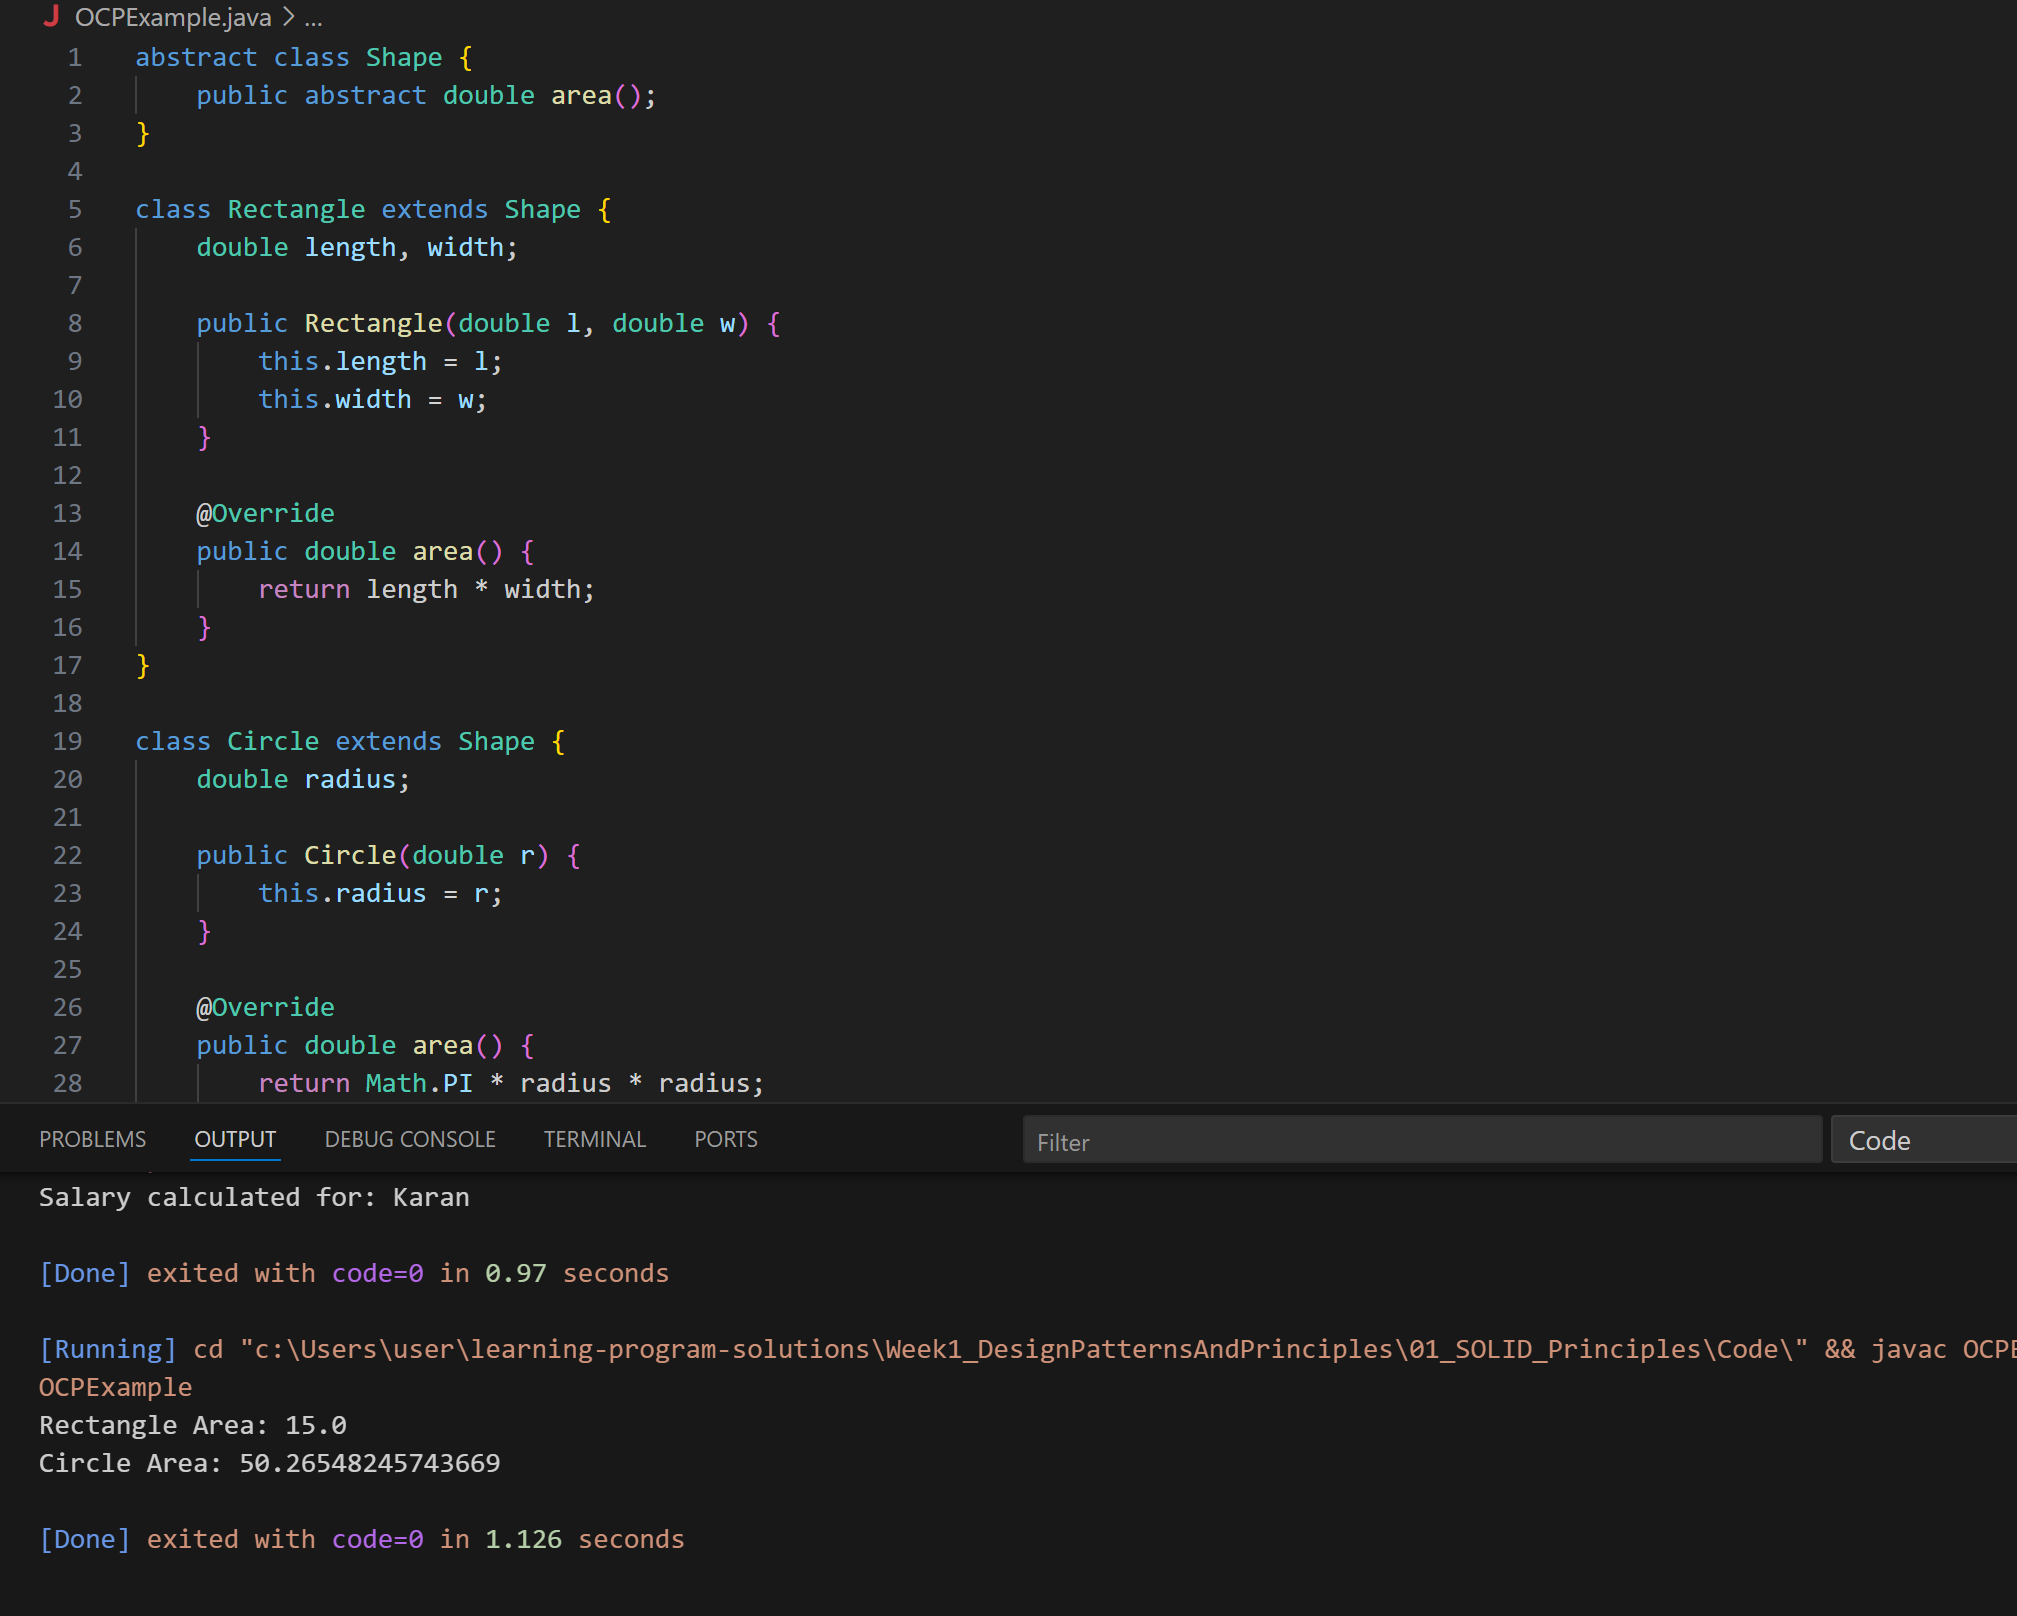 OCPExample.java > ...
1 abstract class Shape {
2     public abstract double area();
3 }
4
5 class Rectangle extends Shape {
6     double length, width;
7
8     public Rectangle(double l, double w) {
9         this.length = l;
10         this.width = w;
11     }
12
13     @Override
14     public double area() {
15         return length * width;
16     }
17 }
18
19 class Circle extends Shape {
20     double radius;
21
22     public Circle(double r) {
23         this.radius = r;
24     }
25
26     @Override
27     public double area() {
28         return Math.PI * radius * radius;
PROBLEMS OUTPUT DEBUG CONSOLE TERMINAL PORTS Filter Code
Salary calculated for: Karan
[Done] exited with code=0 in 0.97 seconds
[Running] cd "c:\Users\user\learning-program-solutions\Week1_DesignPatternsAndPrinciples\01_SOLID_Principles\Code\" && javac OCPE
OCPExample
Rectangle Area: 15.0
Circle Area: 50.26548245743669
[Done] exited with code=0 in 1.126 seconds